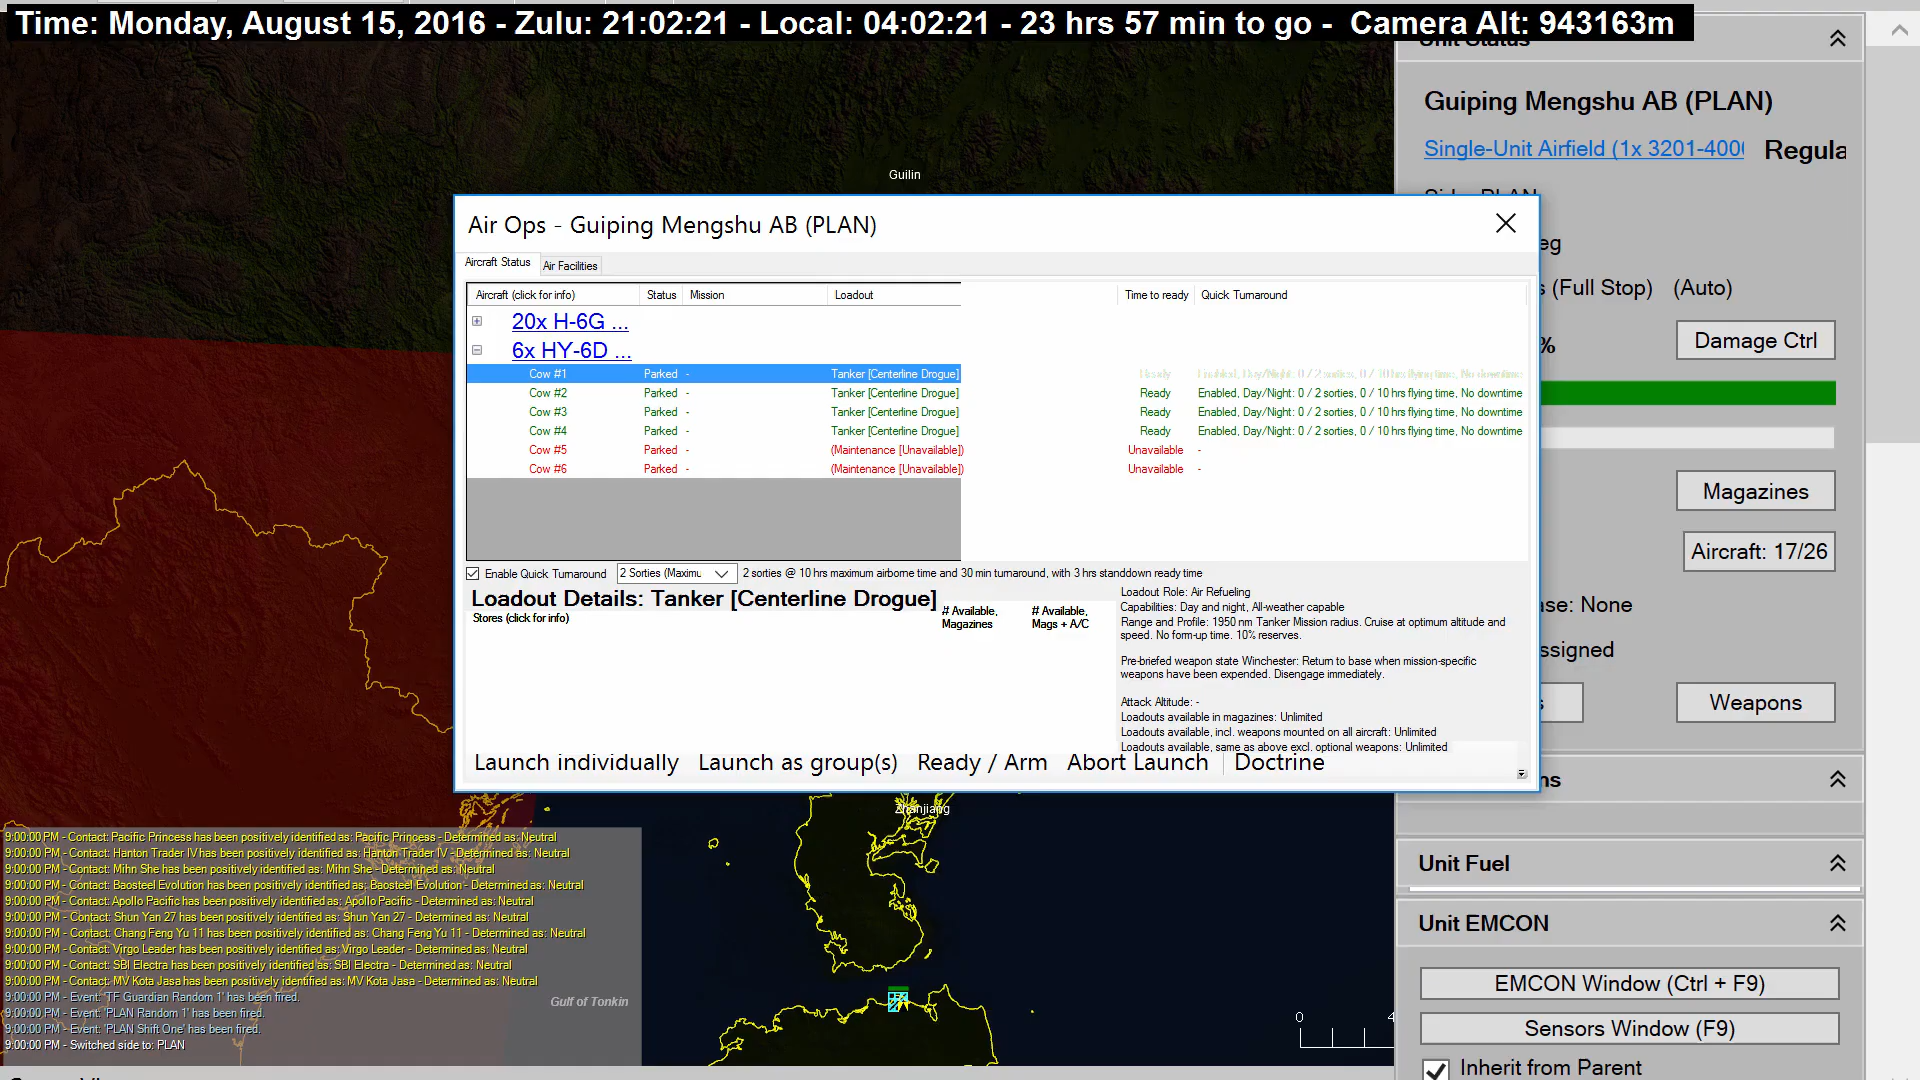 Time: Monday, August 15, 2016 - Zulu: 21:02:21 - Local: 04:02:21 - 23 hrs 57 min to go -  Camera Alt: 943163m
Guiping Mengshu AB (PLAN)
Single-Unit Airfield (1x 3201-400
Regula
Guilin
eg
s (Full Stop) (Auto)
% Damage Ctrl
Magazines
Aircraft: 17/26
ase: None
ssigned
s Weapons
ns
Unit Fuel
Unit EMCON
EMCON Window (Ctrl + F9)
Sensors Window (F9)
Inherit from Parent
Air Ops - Guiping Mengshu AB (PLAN)
Aircraft Status Air Facilities
Aircraft (click for info) Status Mission Loadout Time to ready Quick Turnaround
20x H-6G ...
6x HY-6D ...
Cow #1 Parked - Tanker [Centerline Drogue] Ready Enabled, Day/Night: 0 / 2 sorties, 0 / 10 hrs flying time, No downtime
Cow #2 Parked - Tanker [Centerline Drogue] Ready Enabled, Day/Night: 0 / 2 sorties, 0 / 10 hrs flying time, No downtime
Cow #3 Parked - Tanker [Centerline Drogue] Ready Enabled, Day/Night: 0 / 2 sorties, 0 / 10 hrs flying time, No downtime
Cow #4 Parked - Tanker [Centerline Drogue] Ready Enabled, Day/Night: 0 / 2 sorties, 0 / 10 hrs flying time, No downtime
Cow #5 Parked - (Maintenance [Unavailable]) Unavailable -
Cow #6 Parked - (Maintenance [Unavailable]) Unavailable -
Enable Quick Turnaround 2 Sorties (Maximu 2 sorties @ 10 hrs maximum airborne time and 30 min turnaround, with 3 hrs standdown ready time
Loadout Details: Tanker [Centerline Drogue]
Stores (click for info)
# Available, Magazines
# Available, Mags + A/C
Loadout Role: Air Refueling
Capabilities: Day and night, All-weather capable
Range and Profile: 1950 nm Tanker Mission radius. Cruise at optimum altitude and
speed. No form-up time. 10% reserves.
Pre-briefed weapon state Winchester: Return to base when mission-specific
weapons have been expended. Disengage immediately.
Attack Altitude: -
Loadouts available in magazines: Unlimited
Loadouts available, incl. weapons mounted on all aircraft: Unlimited
Loadouts available, same as above excl. optional weapons: Unlimited
Launch individually Launch as group(s) Ready / Arm Abort Launch Doctrine
Zhanjiang
Gulf of Tonkin
0 4
9:00:00 PM - Contact: Pacific Princess has been positively identified as: Pacific Princess - Determined as: Neutral
9:00:00 PM - Contact: Hanton Trader IV has been positively identified as: Hanton Trader IV - Determined as: Neutral
9:00:00 PM - Contact: Mihn She has been positively identified as: Mihn She - Determined as: Neutral
9:00:00 PM - Contact: Baosteel Evolution has been positively identified as: Baosteel Evolution - Determined as: Neutral
9:00:00 PM - Contact: Apollo Pacific has been positively identified as: Apollo Pacific - Determined as: Neutral
9:00:00 PM - Contact: Shun Yan 27 has been positively identified as: Shun Yan 27 - Determined as: Neutral
9:00:00 PM - Contact: Chang Feng Yu 11 has been positively identified as: Chang Feng Yu 11 - Determined as: Neutral
9:00:00 PM - Contact: Virgo Leader has been positively identified as: Virgo Leader - Determined as: Neutral
9:00:00 PM - Contact: SBI Electra has been positively identified as: SBI Electra - Determined as: Neutral
9:00:00 PM - Contact: MV Kota Jasa has been positively identified as: MV Kota Jasa - Determined as: Neutral
9:00:00 PM - Event: 'TF Guardian Random 1' has been fired.
9:00:00 PM - Event: 'PLAN Random 1' has been fired.
9:00:00 PM - Event: 'PLAN Shift One' has been fired.
9:00:00 PM - Switched side to: PLAN